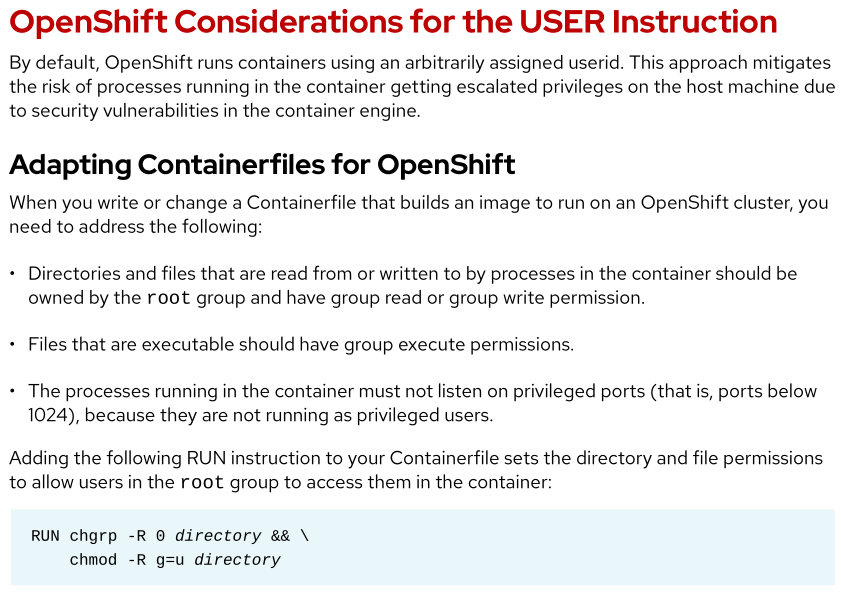 OpenShift Considerations for the USER Instruction
By default, OpenShift runs containers using an arbitrarily assigned userid. This approach mitigates
the risk of processes running in the container getting escalated privileges on the host machine due
to security vulnerabilities in the container engine.
Adapting Containerfiles for OpenShift
When you write or change a Containerfile that builds an image to run on an OpenShift cluster, you
need to address the following:
• Directories and files that are read from or written to by processes in the container should be
owned by the root group and have group read or group write permission.
• Files that are executable should have group execute permissions.
• The processes running in the container must not listen on privileged ports (that is, ports below
1024), because they are not running as privileged users.
Adding the following RUN instruction to your Containerfile sets the directory and file permissions
to allow users in the root group to access them in the container:
RUN chgrp -R 0 directory && \
chmod -R g=u directory